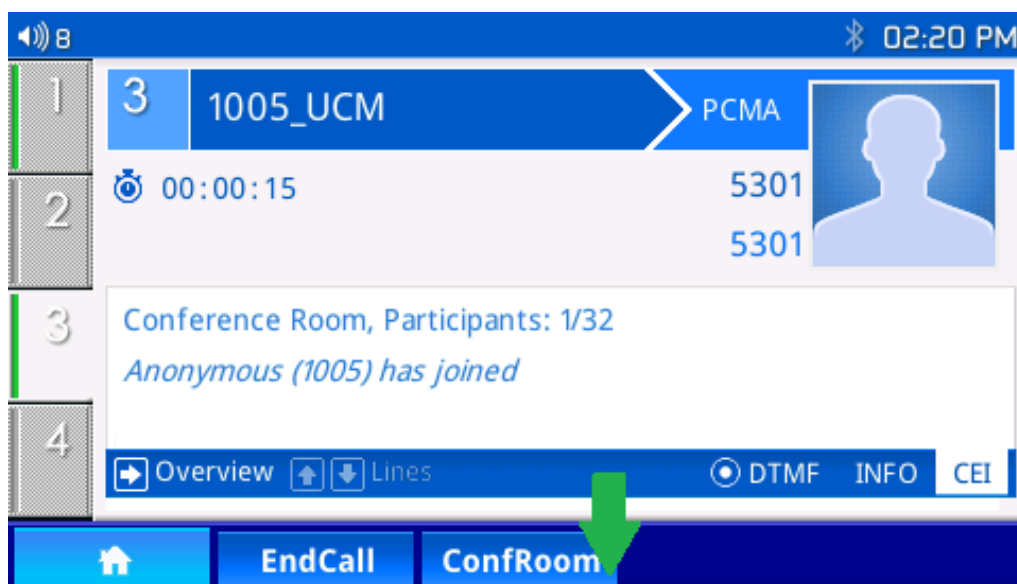 8 02:20 PM
1
2
3
4
3 1005_UCM PCMA
00:00:15 5301
5301
Conference Room, Participants: 1/32
Anonymous (1005) has joined
Overview Lines DTMF INFO CEI
EndCall ConfRoom